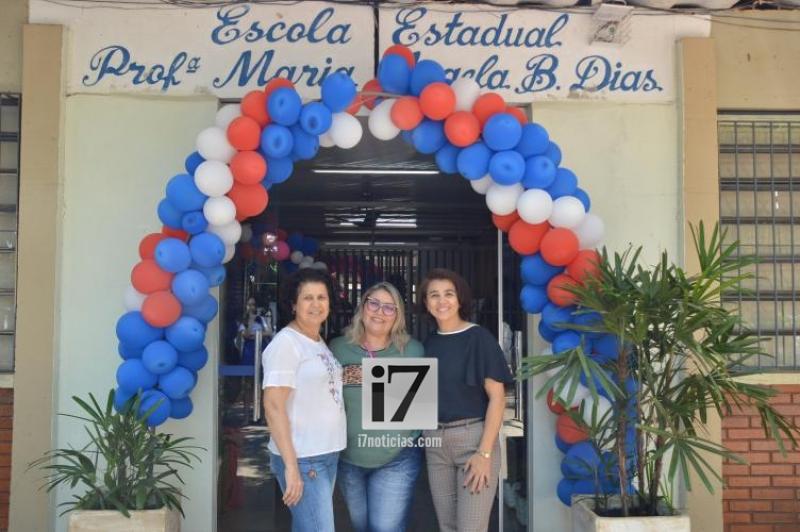 Escola Estadual
Profª Maria B. Dias
i7
i7noticias.com